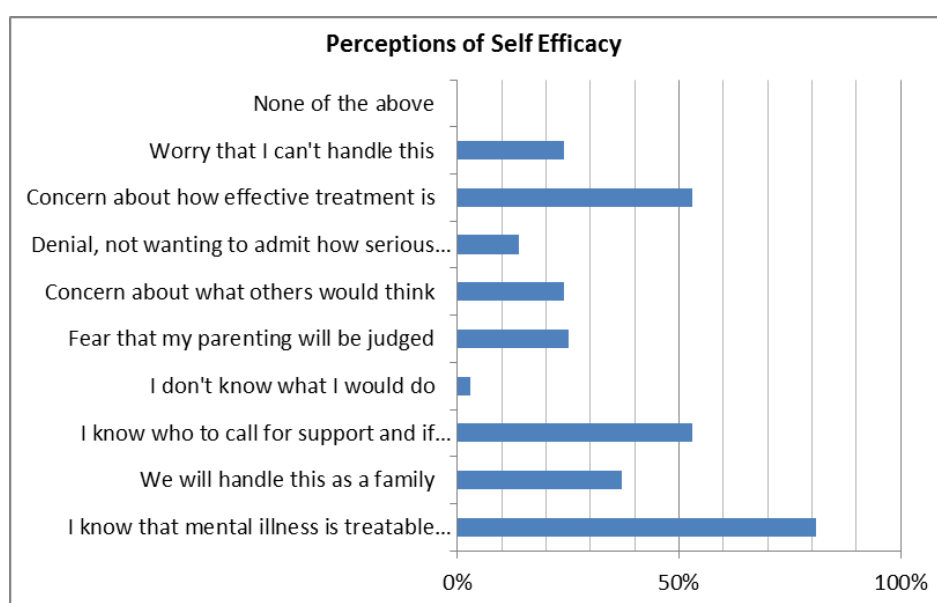 Perceptions of Self Efficacy
None of the above
Worry that I can't handle this
Concern about how effective treatment is
Denial, not wanting to admit how serious...
Concern about what others would think
Fear that my parenting will be judged
I don't know what I would do
I know who to call for support and if...
We will handle this as a family
I know that mental illness is treatable...
0% 50% 100%